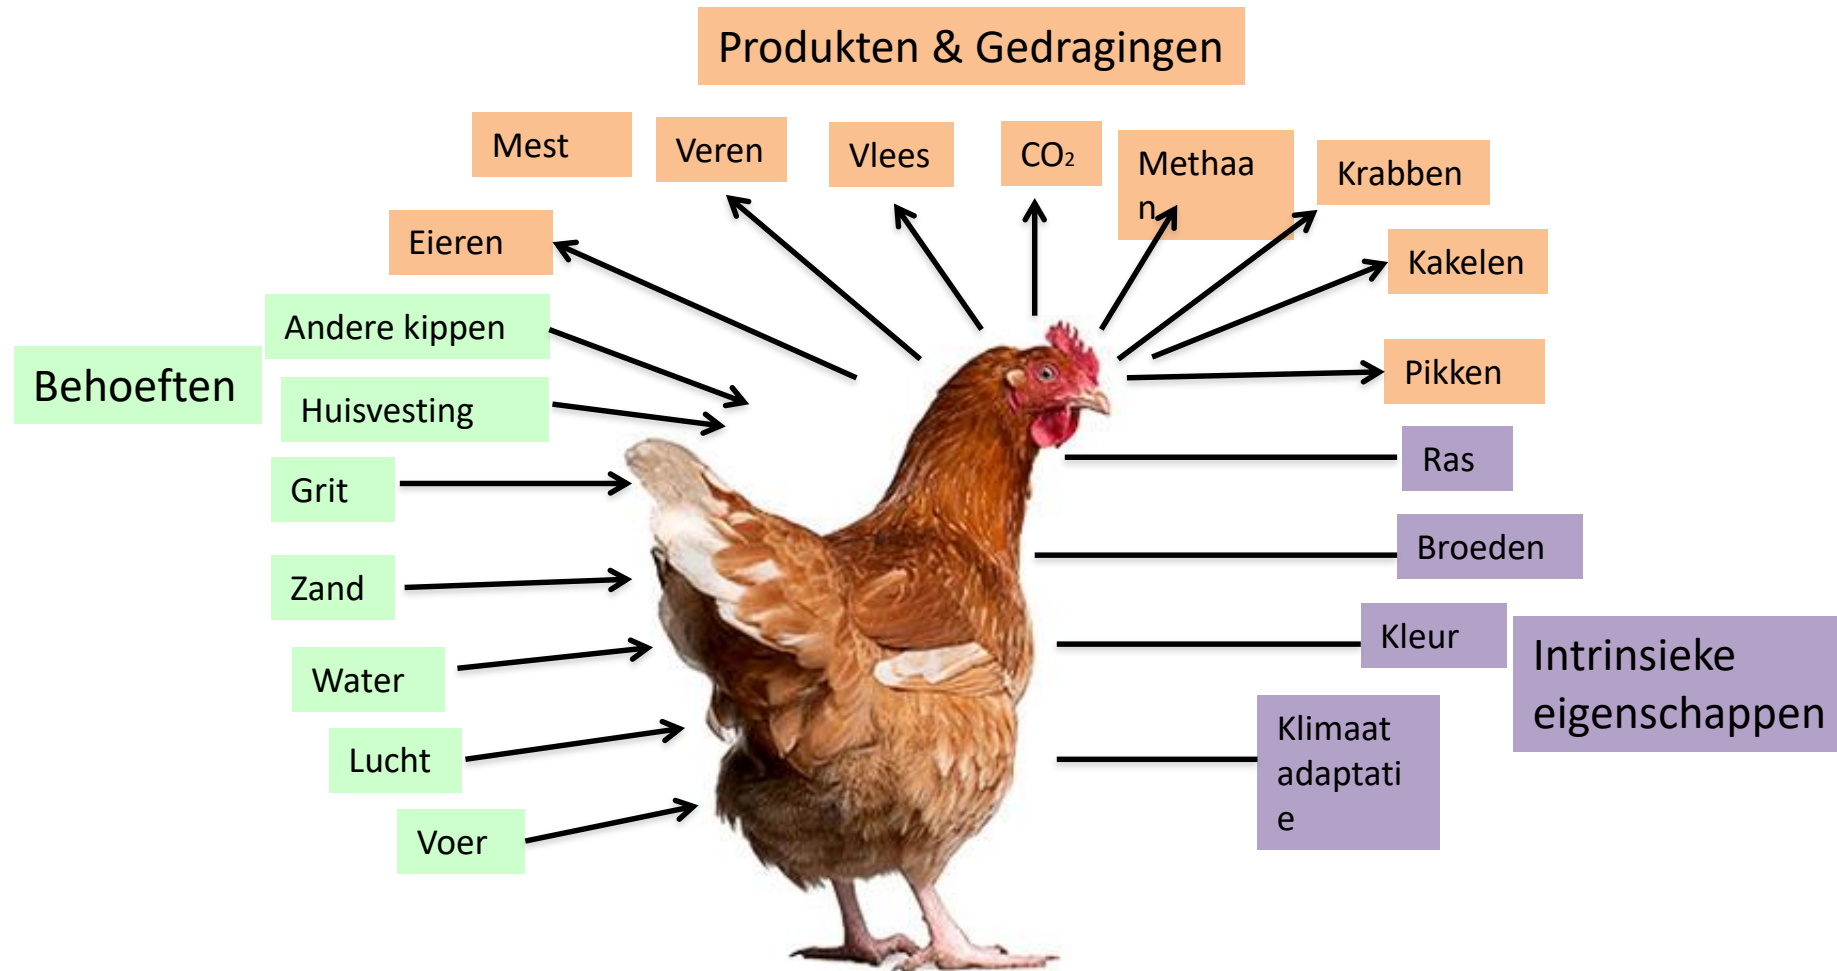 Produkten & Gedragingen
Mest
Veren
Vlees
CO₂
Methaa
n
Krabben
Eieren
Kakelen
Andere kippen
Behoeften
Huisvesting
Pikken
Grit
Ras
Zand
Broeden
Water
Kleur
Intrinsieke
eigenschappen
Lucht
Klimaat
adaptati
e
Voer